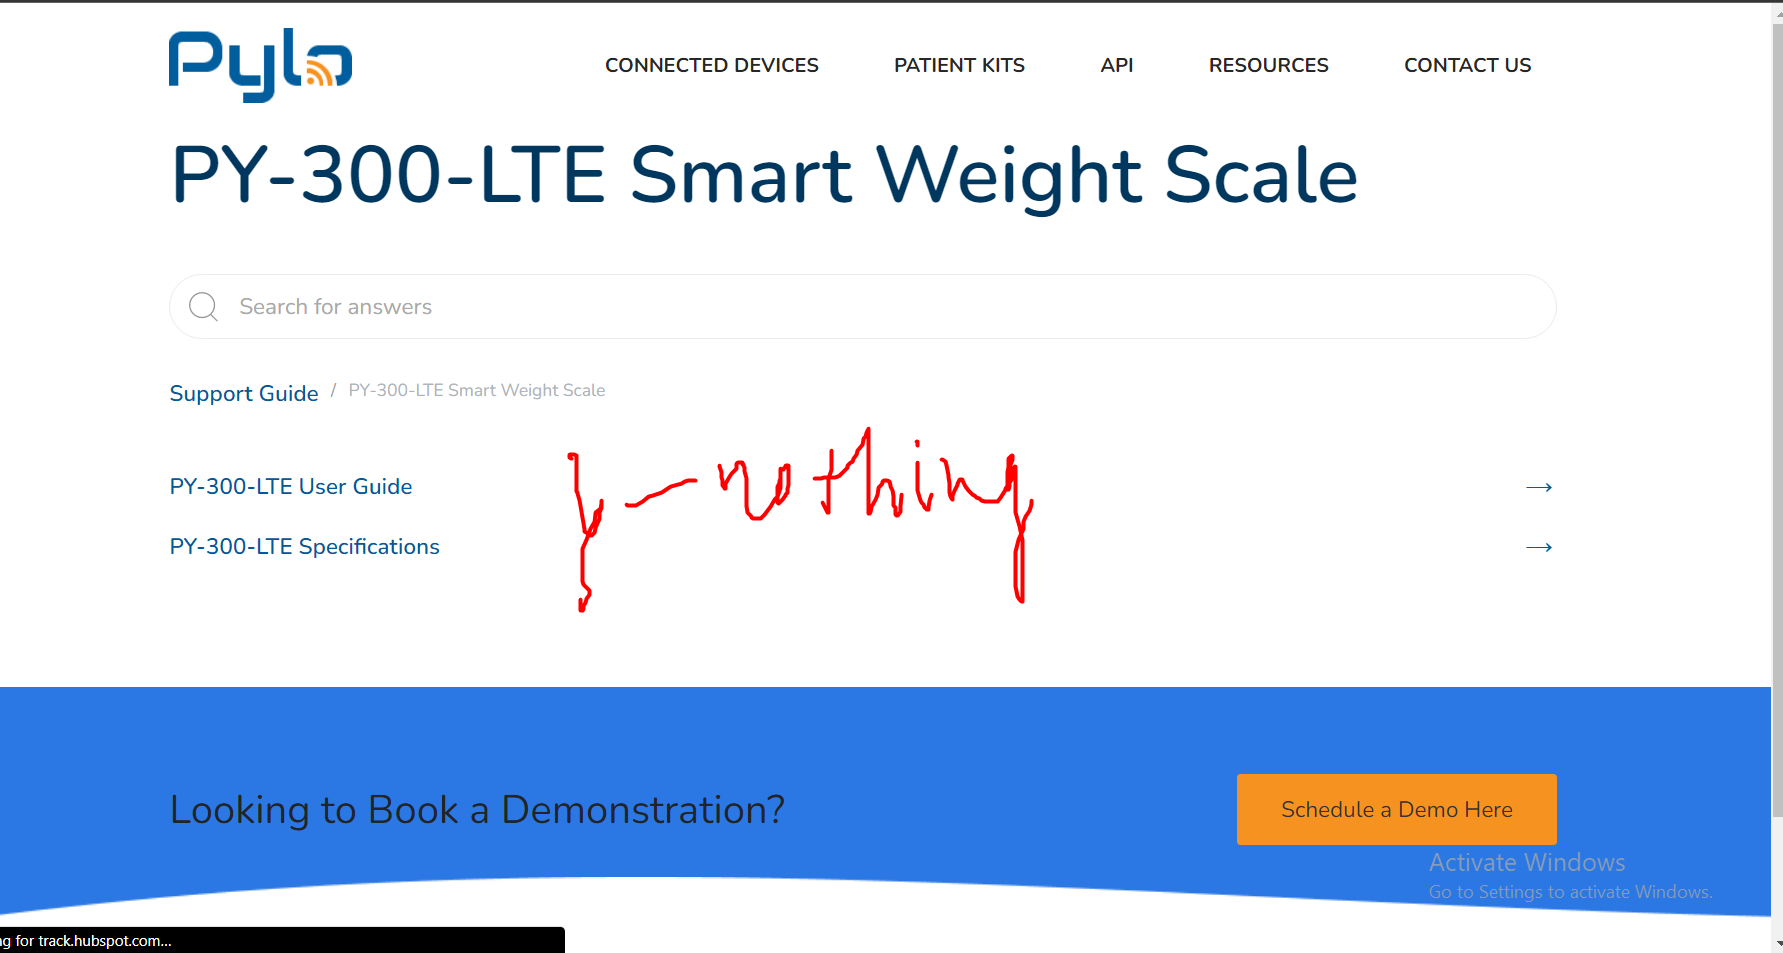 Pylo
CONNECTED DEVICES PATIENT KITS API RESOURCES CONTACT US
PY-300-LTE Smart Weight Scale
Search for answers
Support Guide / PY-300-LTE Smart Weight Scale
PY-300-LTE User Guide →
} - nothing
PY-300-LTE Specifications →
Looking to Book a Demonstration?
Schedule a Demo Here
Activate Windows
Go to Settings to activate Windows.
g for track.hubspot.com...